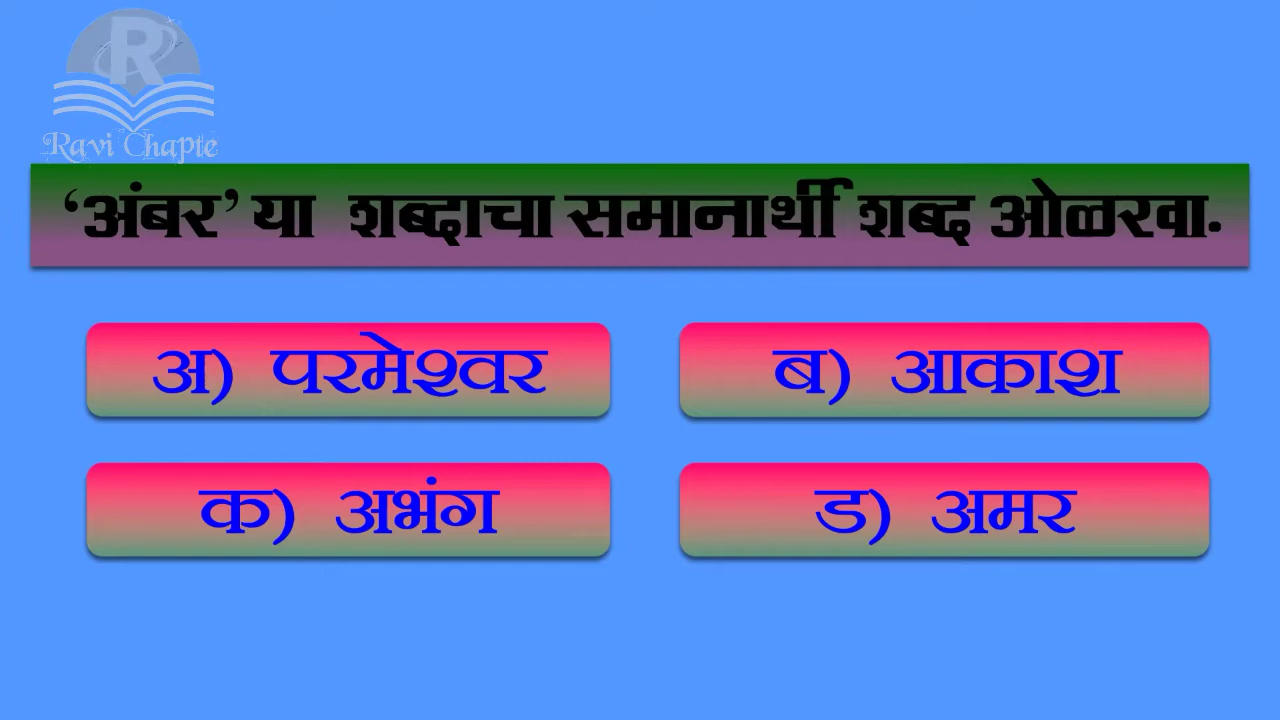 R
Ravi Chapte
‘अंबर’ या शब्दाचा समानार्थी शब्द ओळखा.
अ) परमेश्वर
ब) आकाश
क) अभंग
ड) अमर